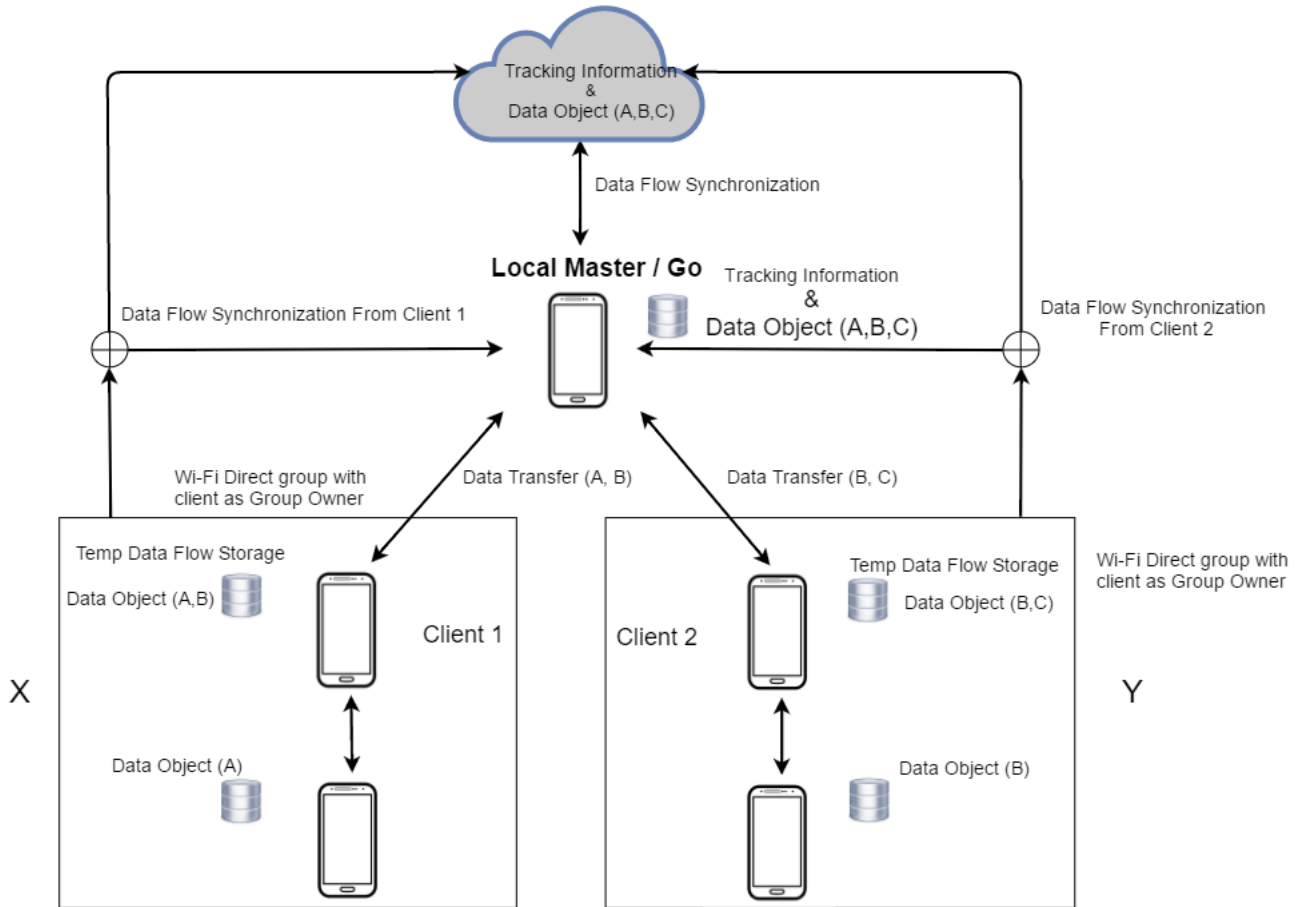 Tracking Information
&
Data Object (A,B,C)
Data Flow Synchronization
Local Master / Go
Tracking Information
&
Data Object (A,B,C)
Data Flow Synchronization From Client 1
Data Flow Synchronization
From Client 2
Wi-Fi Direct group with
client as Group Owner
Data Transfer (A, B)
Data Transfer (B, C)
Temp Data Flow Storage
Data Object (A,B)
Client 1
Client 2
Temp Data Flow Storage
Data Object (B,C)
Wi-Fi Direct group with
client as Group Owner
X
Y
Data Object (A)
Data Object (B)